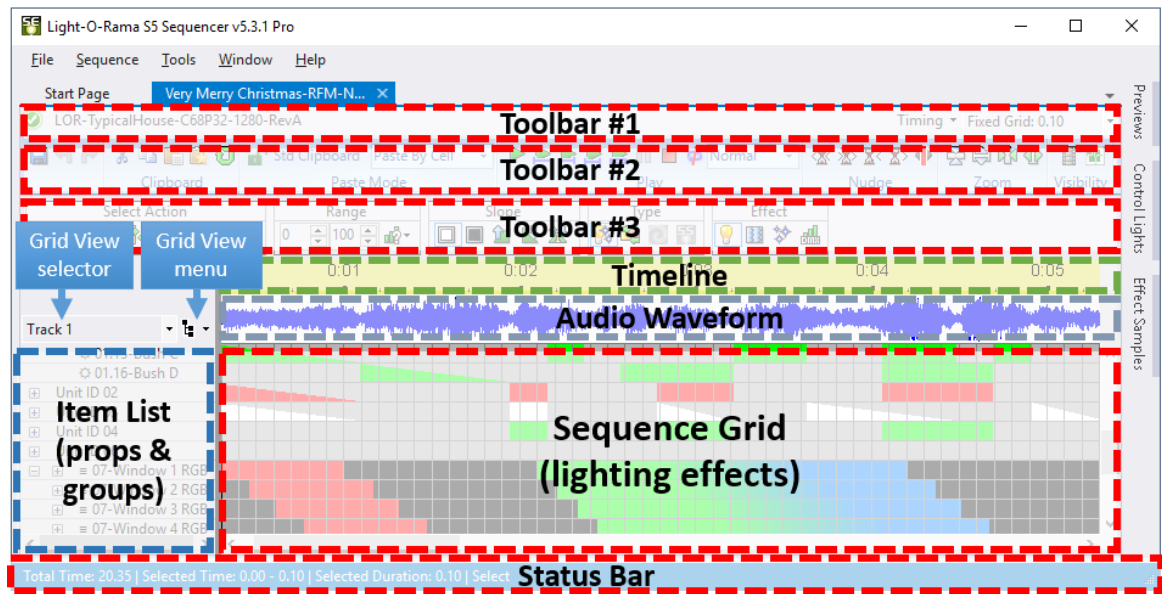 Light-O-Rama S5 Sequencer v5.3.1 Pro
File Sequence Tools Window Help
Start Page Very Merry Christmas-RFM-N...
LOR-TypicalHouse-C68P32-1280-RevA Toolbar #1 Timing Fixed Grid: 0.10
Std Clipboard Paste By Cell Normal
Toolbar #2
Clipboard Paste Mode Play Nudge Zoom Visibility
Select Action Range Slope Type Effect
Toolbar #3
0 100
Grid View selector
Grid View menu
0:01 0:02 0:04 0:05
Timeline
Audio Waveform
Track 1
01.16-Bush D
Unit ID 02
Unit ID 04
Item List
(props &
groups)
07-Window 1 RGB
2 RGB
07-Window 3 RGB
07-Window 4 RGB
Sequence Grid
(lighting effects)
Total Time: 20.35 | Selected Time: 0.00 - 0.10 | Selected Duration: 0.10 | Select
Status Bar
Previews
Control Lights
Effect Samples